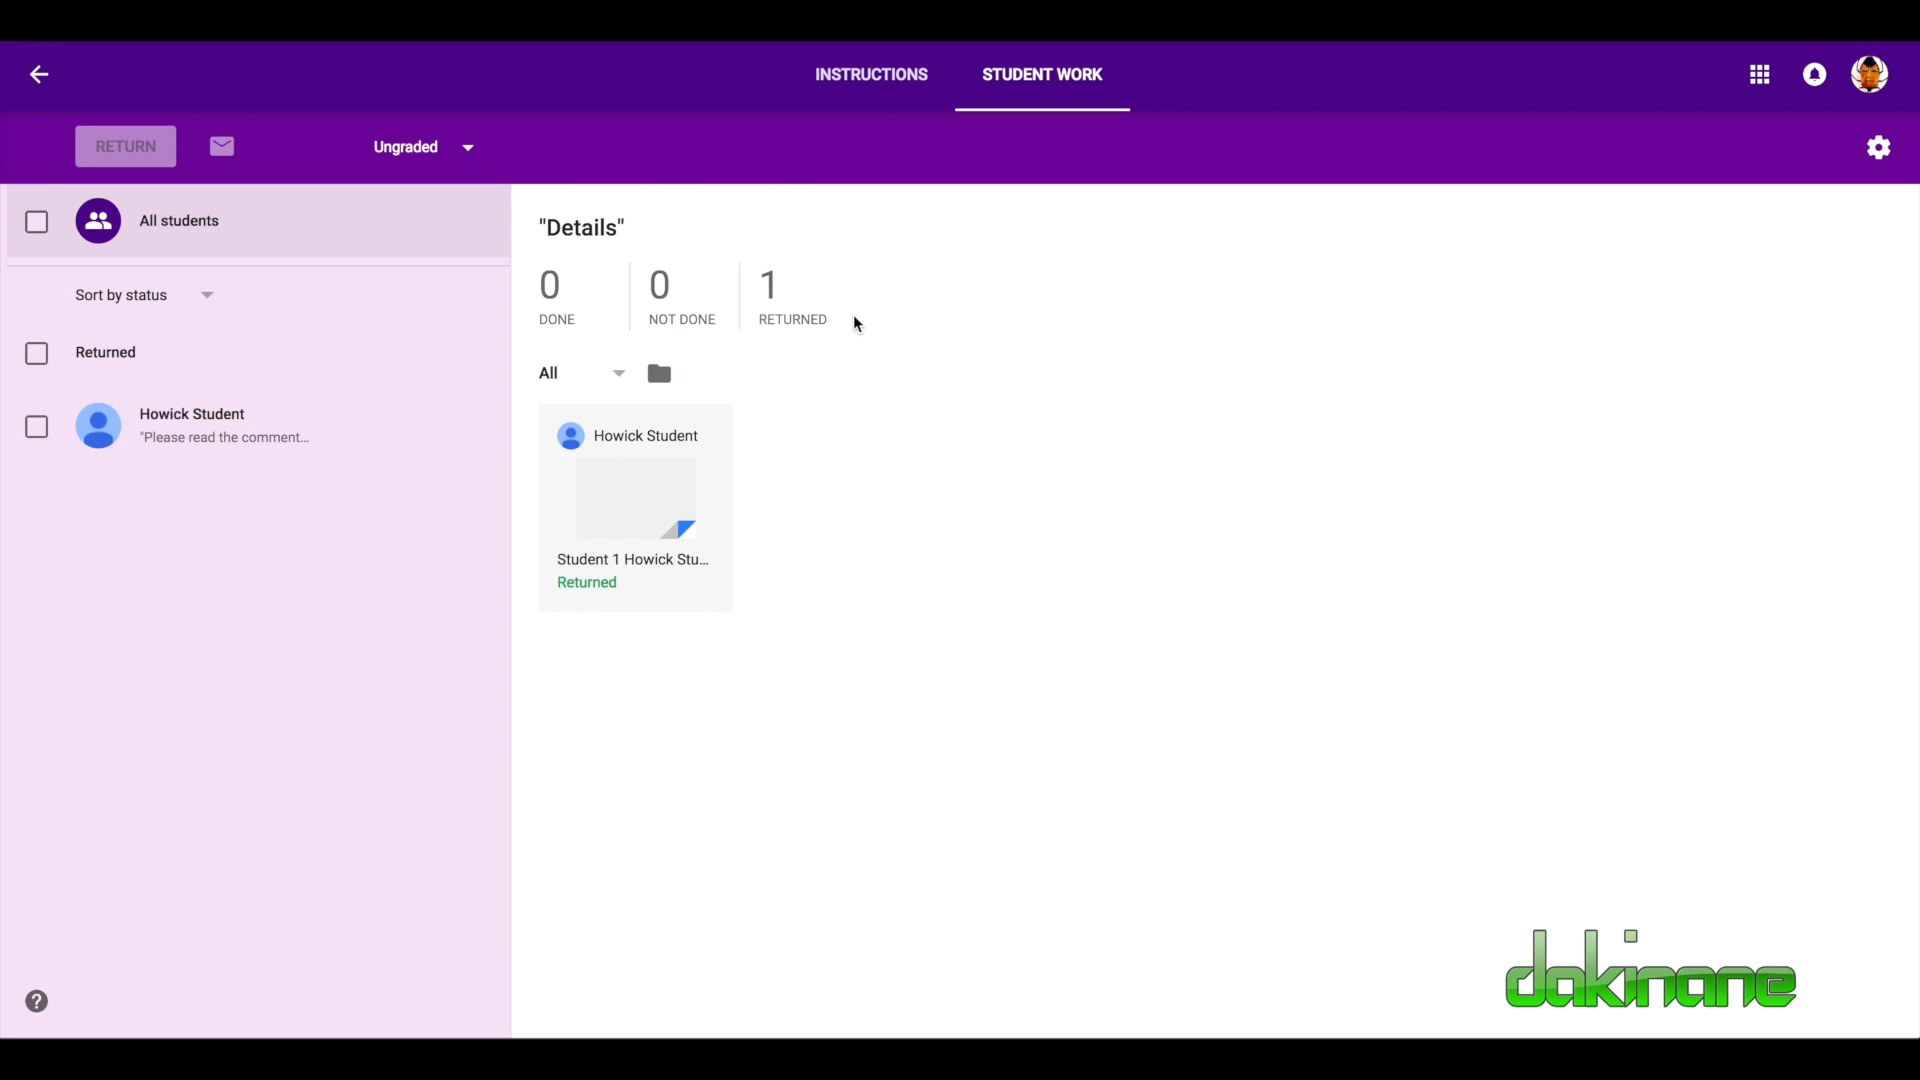 INSTRUCTIONS
STUDENT WORK
RETURN
Ungraded
All students
Sort by status
Returned
Howick Student
"Please read the comment...
"Details"
0
0
1
DONE
NOT DONE
RETURNED
All
Howick Student
Student 1 Howick Stu...
Returned
?
dakinane